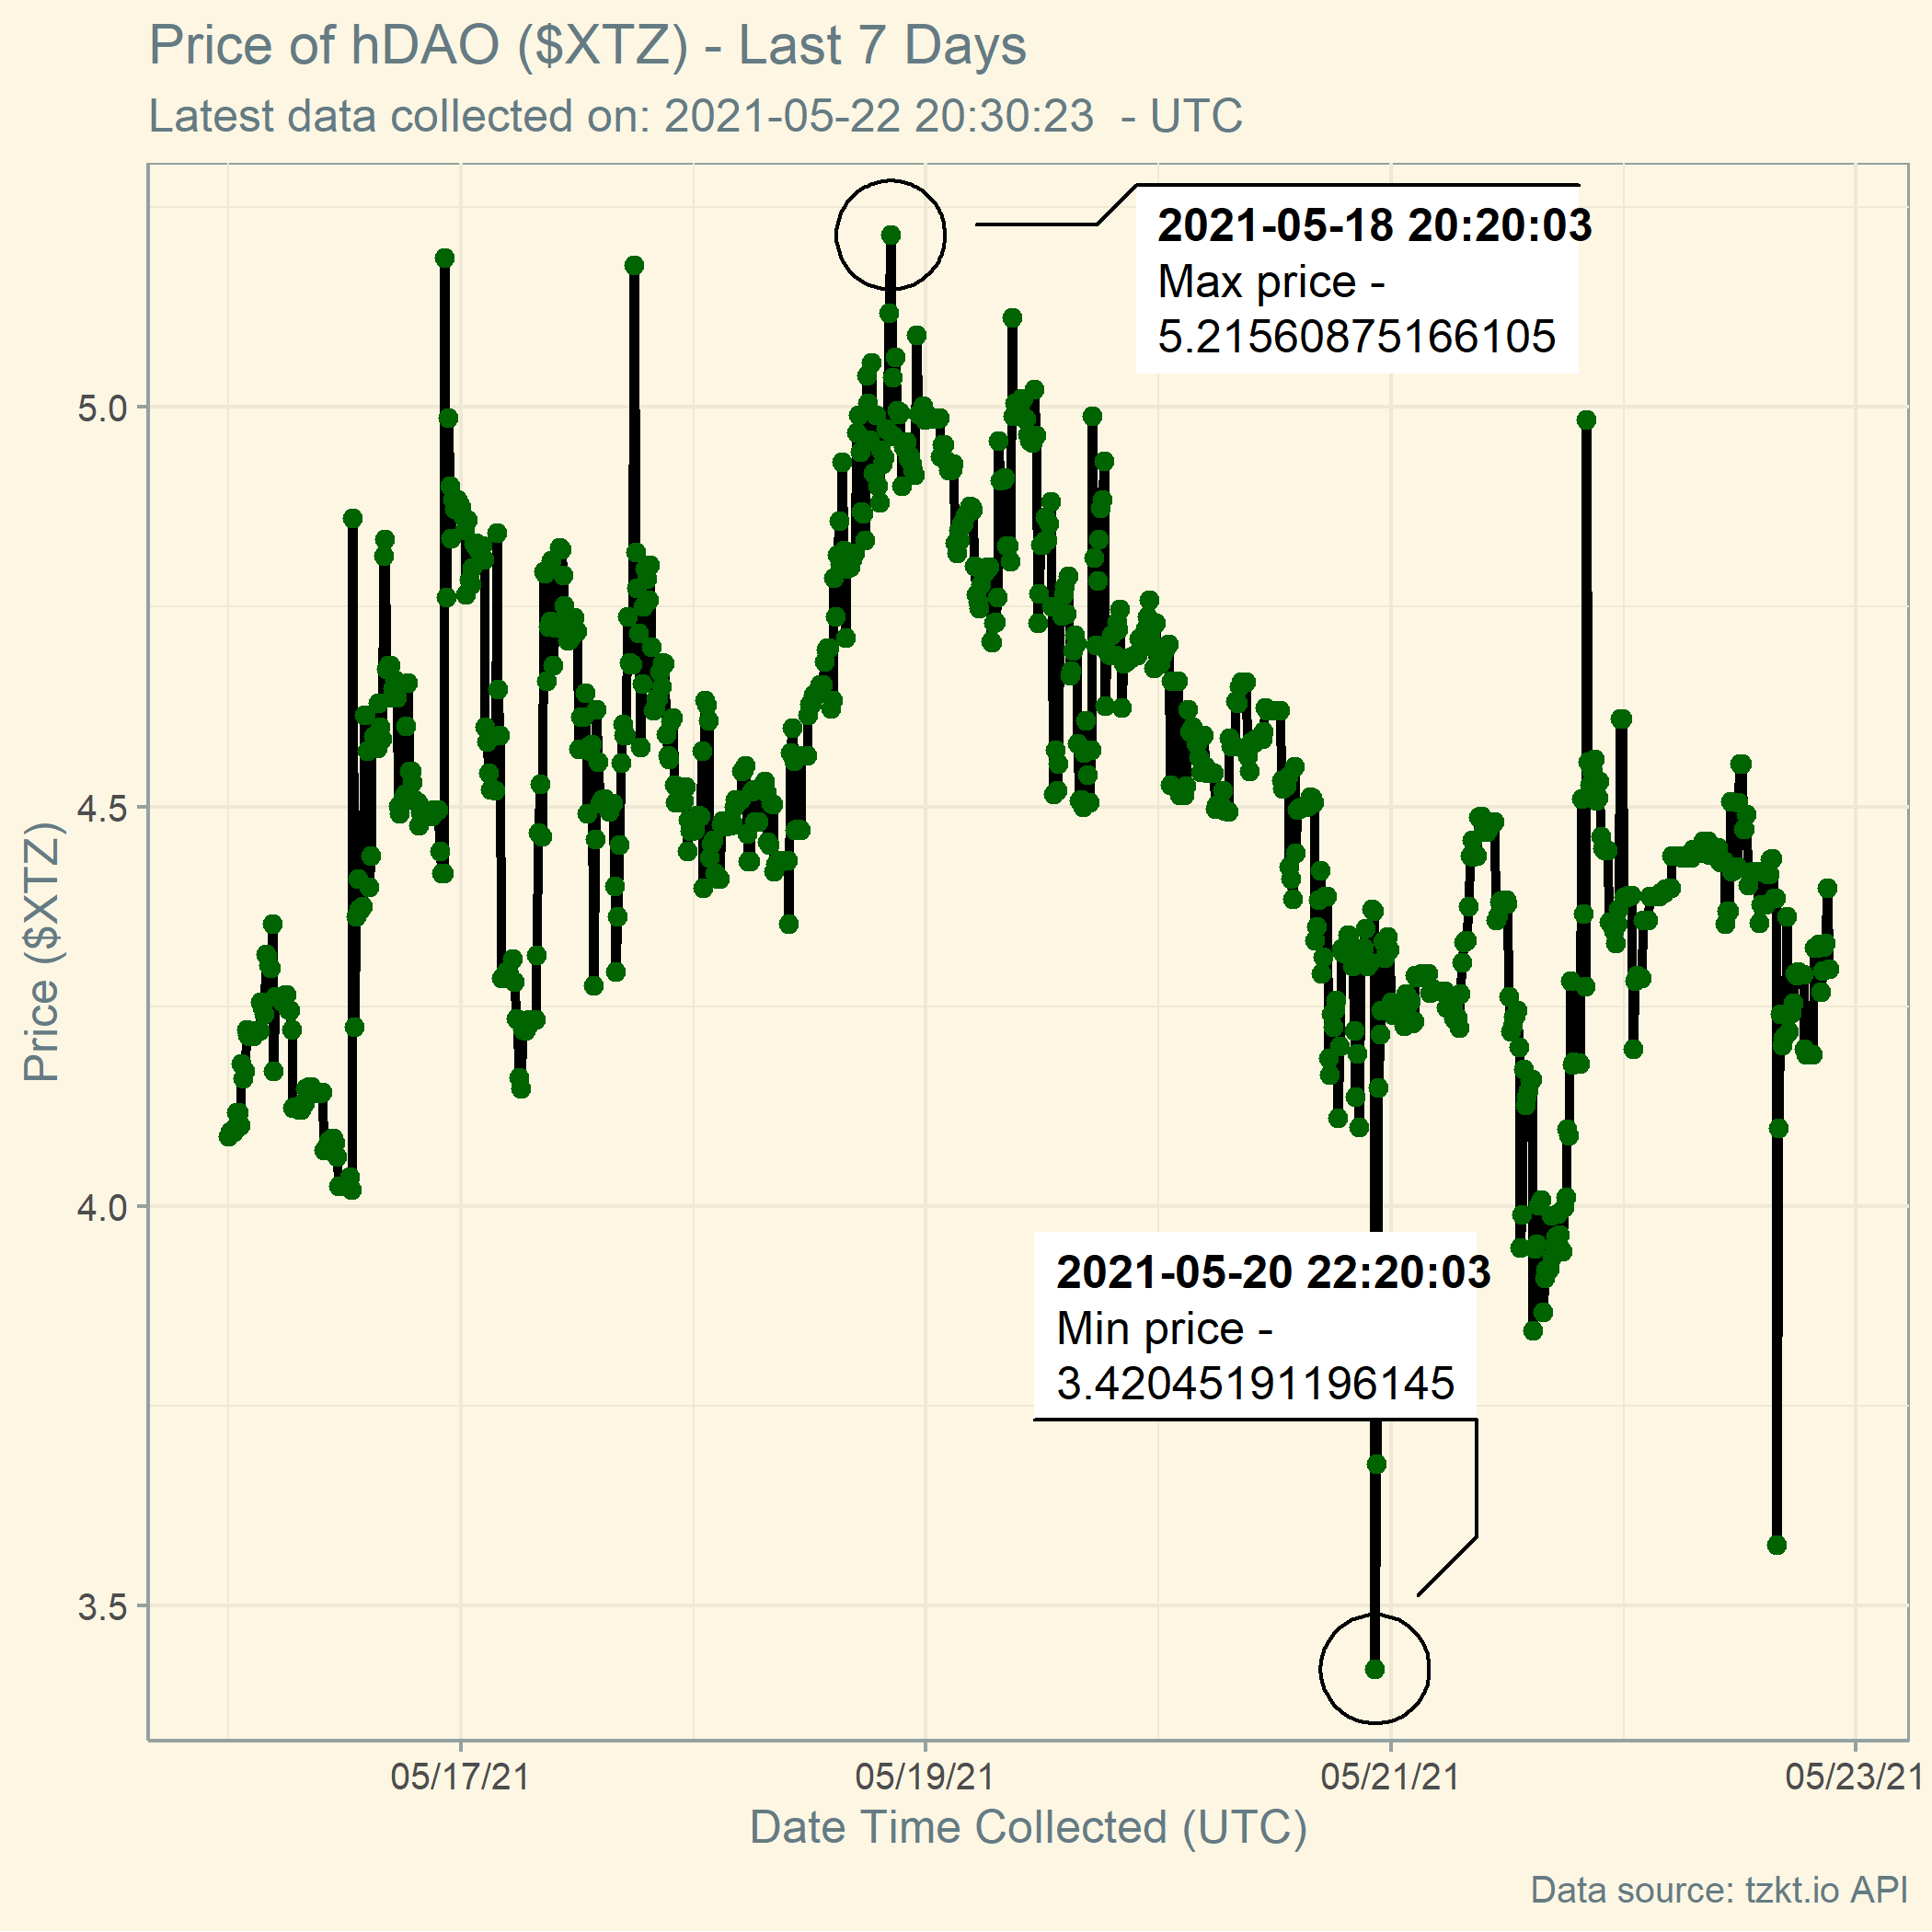 Price of hDAO ($XTZ) - Last 7 Days
Latest data collected on: 2021-05-22 20:30:23  - UTC
2021-05-18 20:20:03
Max price -
5.21560875166105
5.0
4.5
4.0
3.5
Price ($XTZ)
2021-05-20 22:20:03
Min price -
3.42045191196145
05/17/21
05/19/21
05/21/21
05/23/21
Date Time Collected (UTC)
Data source: tzkt.io API